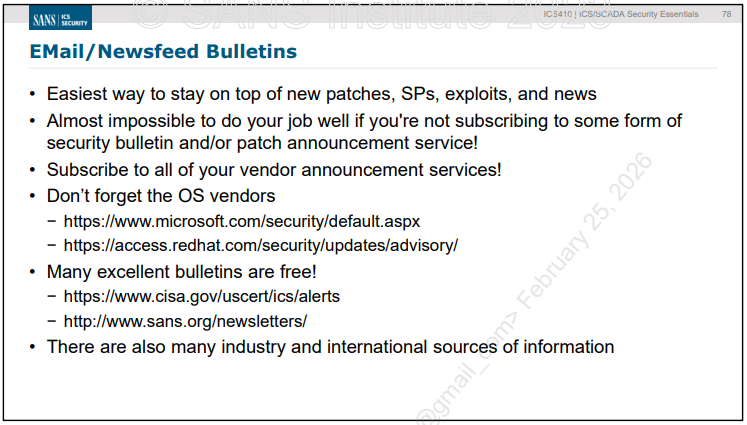 © SANS Institute 2026
SANS ICS SECURITY
ICS410 | ICS/SCADA Security Essentials 78
EMail/Newsfeed Bulletins
• Easiest way to stay on top of new patches, SPs, exploits, and news
• Almost impossible to do your job well if you're not subscribing to some form of
security bulletin and/or patch announcement service!
• Subscribe to all of your vendor announcement services!
• Don’t forget the OS vendors
− https://www.microsoft.com/security/default.aspx
− https://access.redhat.com/security/updates/advisory/
• Many excellent bulletins are free!
− https://www.cisa.gov/uscert/ics/alerts
− http://www.sans.org/newsletters/
• There are also many industry and international sources of information
@gmail_com> February 25, 2026